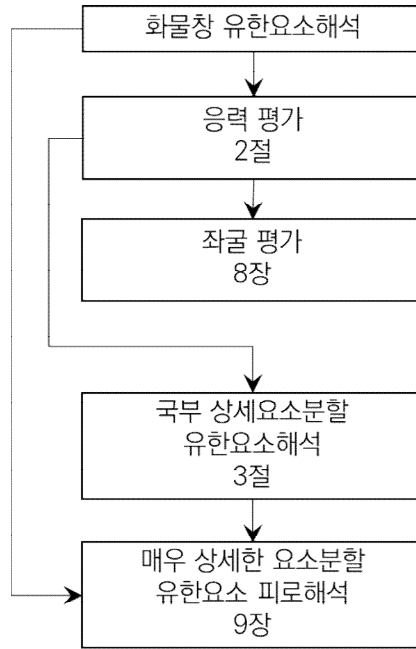 화물창 유한요소해석
응력 평가
2절
좌굴 평가
8장
국부 상세요소분할
유한요소해석
3절
매우 상세한 요소분할
유한요소 피로해석
9장